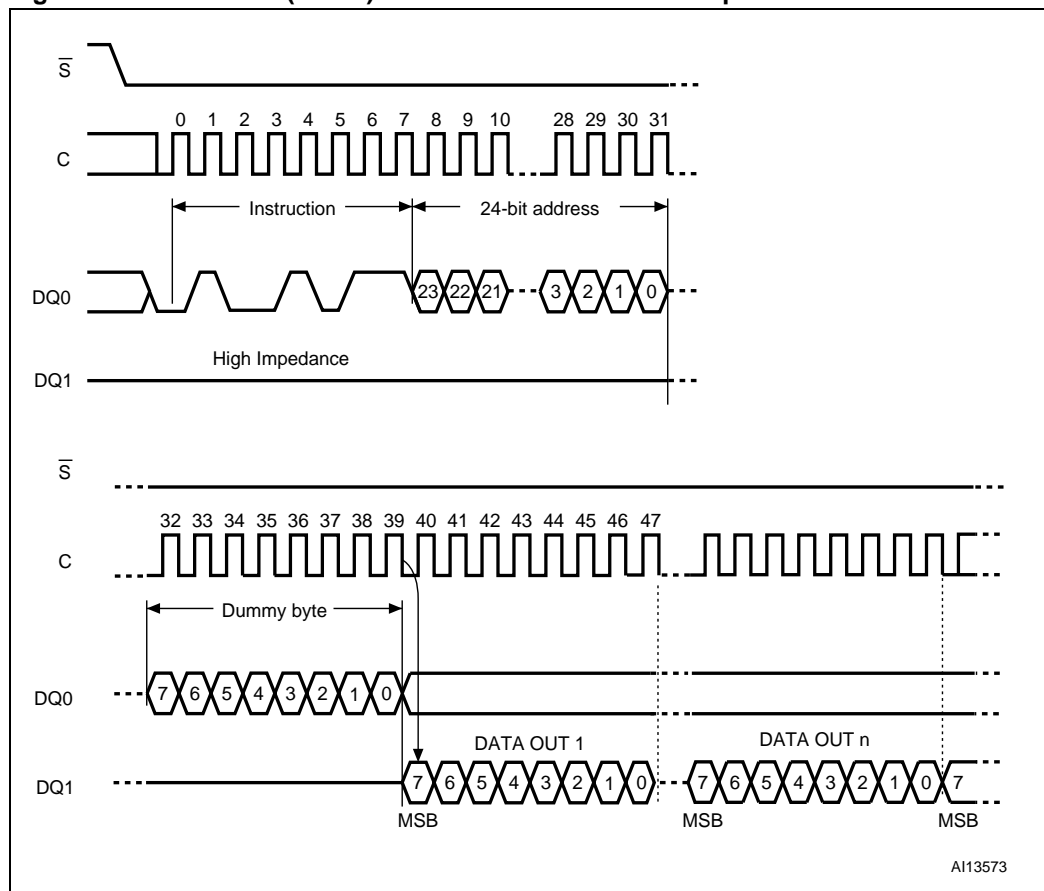 S
0 1 2 3 4 5 6 7 8 9 10 28 29 30 31
C
Instruction 24-bit address
DQ0 23 22 21 3 2 1 0
High Impedance
DQ1
S
32 33 34 35 36 37 38 39 40 41 42 43 44 45 46 47
C
Dummy byte
DQ0 7 6 5 4 3 2 1 0
DATA OUT 1 DATA OUT n
DQ1 7 6 5 4 3 2 1 0 7 6 5 4 3 2 1 0 7
MSB MSB MSB
AI13573